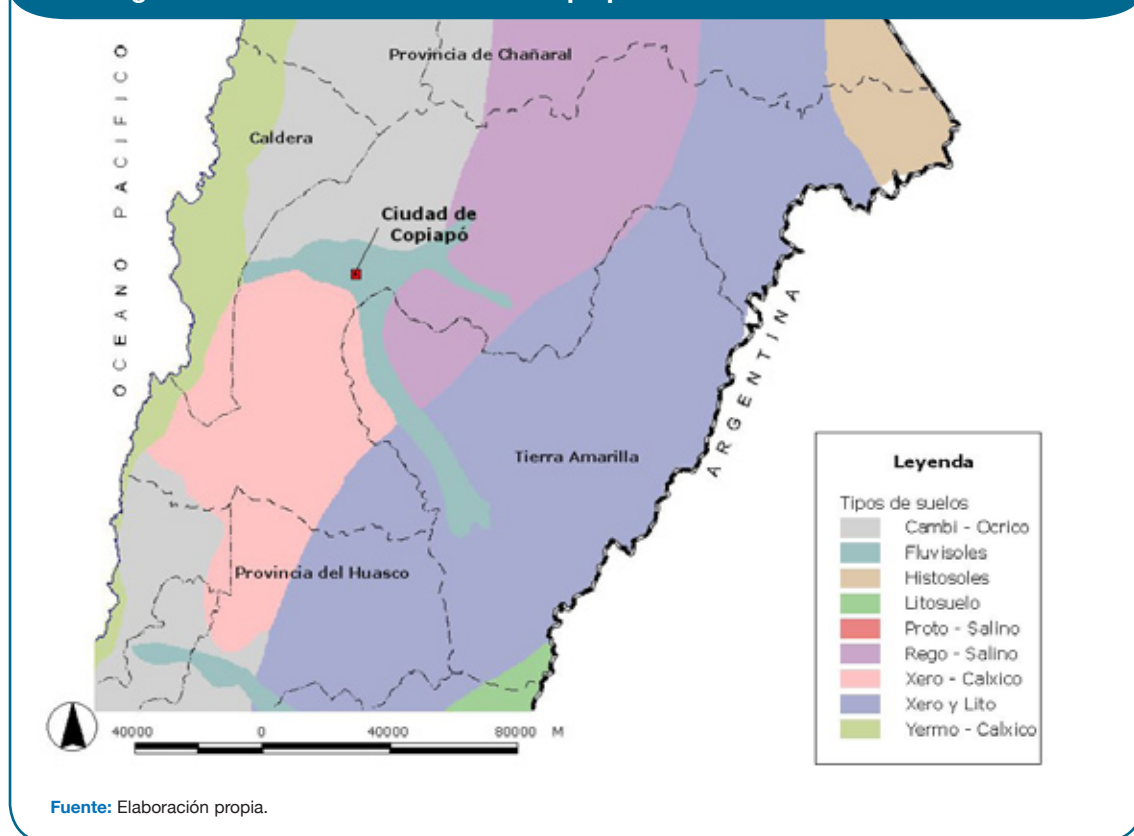 Provincia de Chañaral
Caldera
OCEANO PACIFICO
Ciudad de
Copiapó
ARGENTINA
Tierra Amarilla
Provincia del Huasco
Leyenda
Tipos de suelos
Cambi - Ocrico
Fluvisoles
Histosoles
Litosuelo
Proto - Salino
Rego - Salino
Xero - Calxico
Xero y Lito
Yermo - Calxico
40000 0 40000 80000 M
Fuente: Elaboración propia.